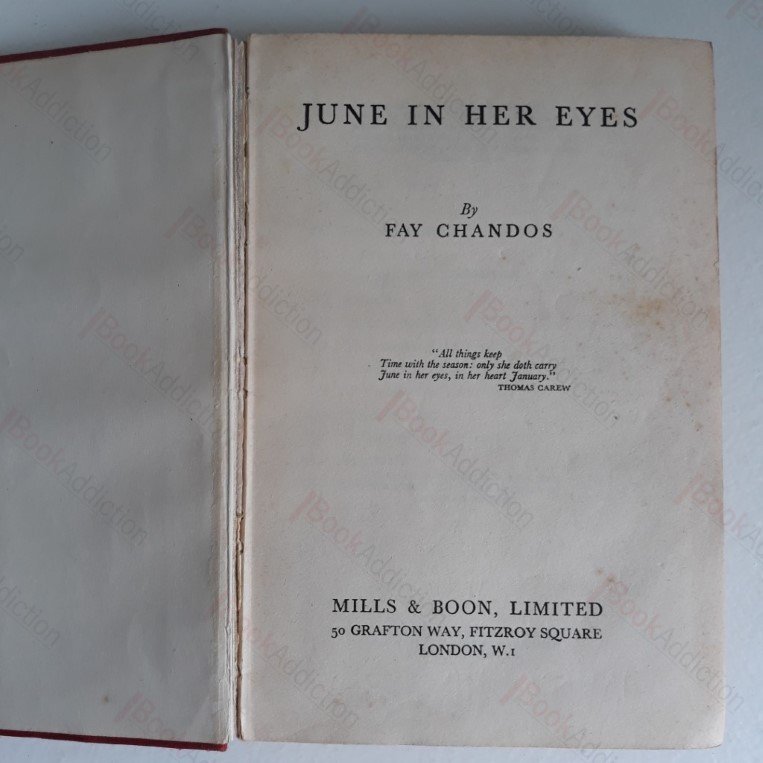 JUNE IN HER EYES
By
FAY CHANDOS
"All things keep
Time with the season: only she doth carry
June in her eyes, in her heart January."
THOMAS CAREW
MILLS & BOON, LIMITED
50 GRAFTON WAY, FITZROY SQUARE
LONDON, W.1
BookAddiction